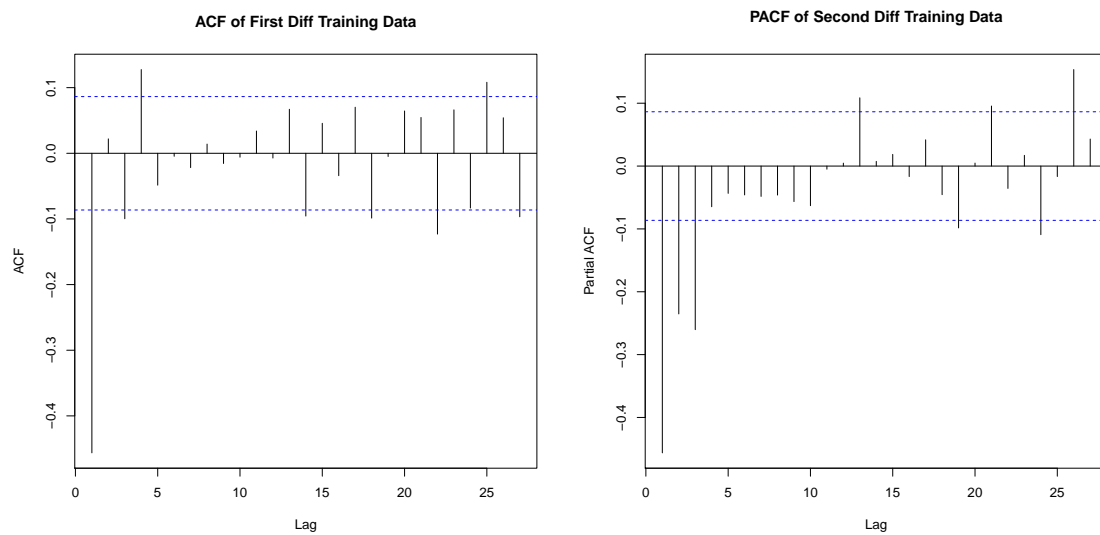 ACF of First Diff Training Data
ACF
0.1
0.0
-0.1
-0.2
-0.3
-0.4
0 5 10 15 20 25
Lag
PACF of Second Diff Training Data
Partial ACF
0.1
0.0
-0.1
-0.2
-0.3
-0.4
0 5 10 15 20 25
Lag